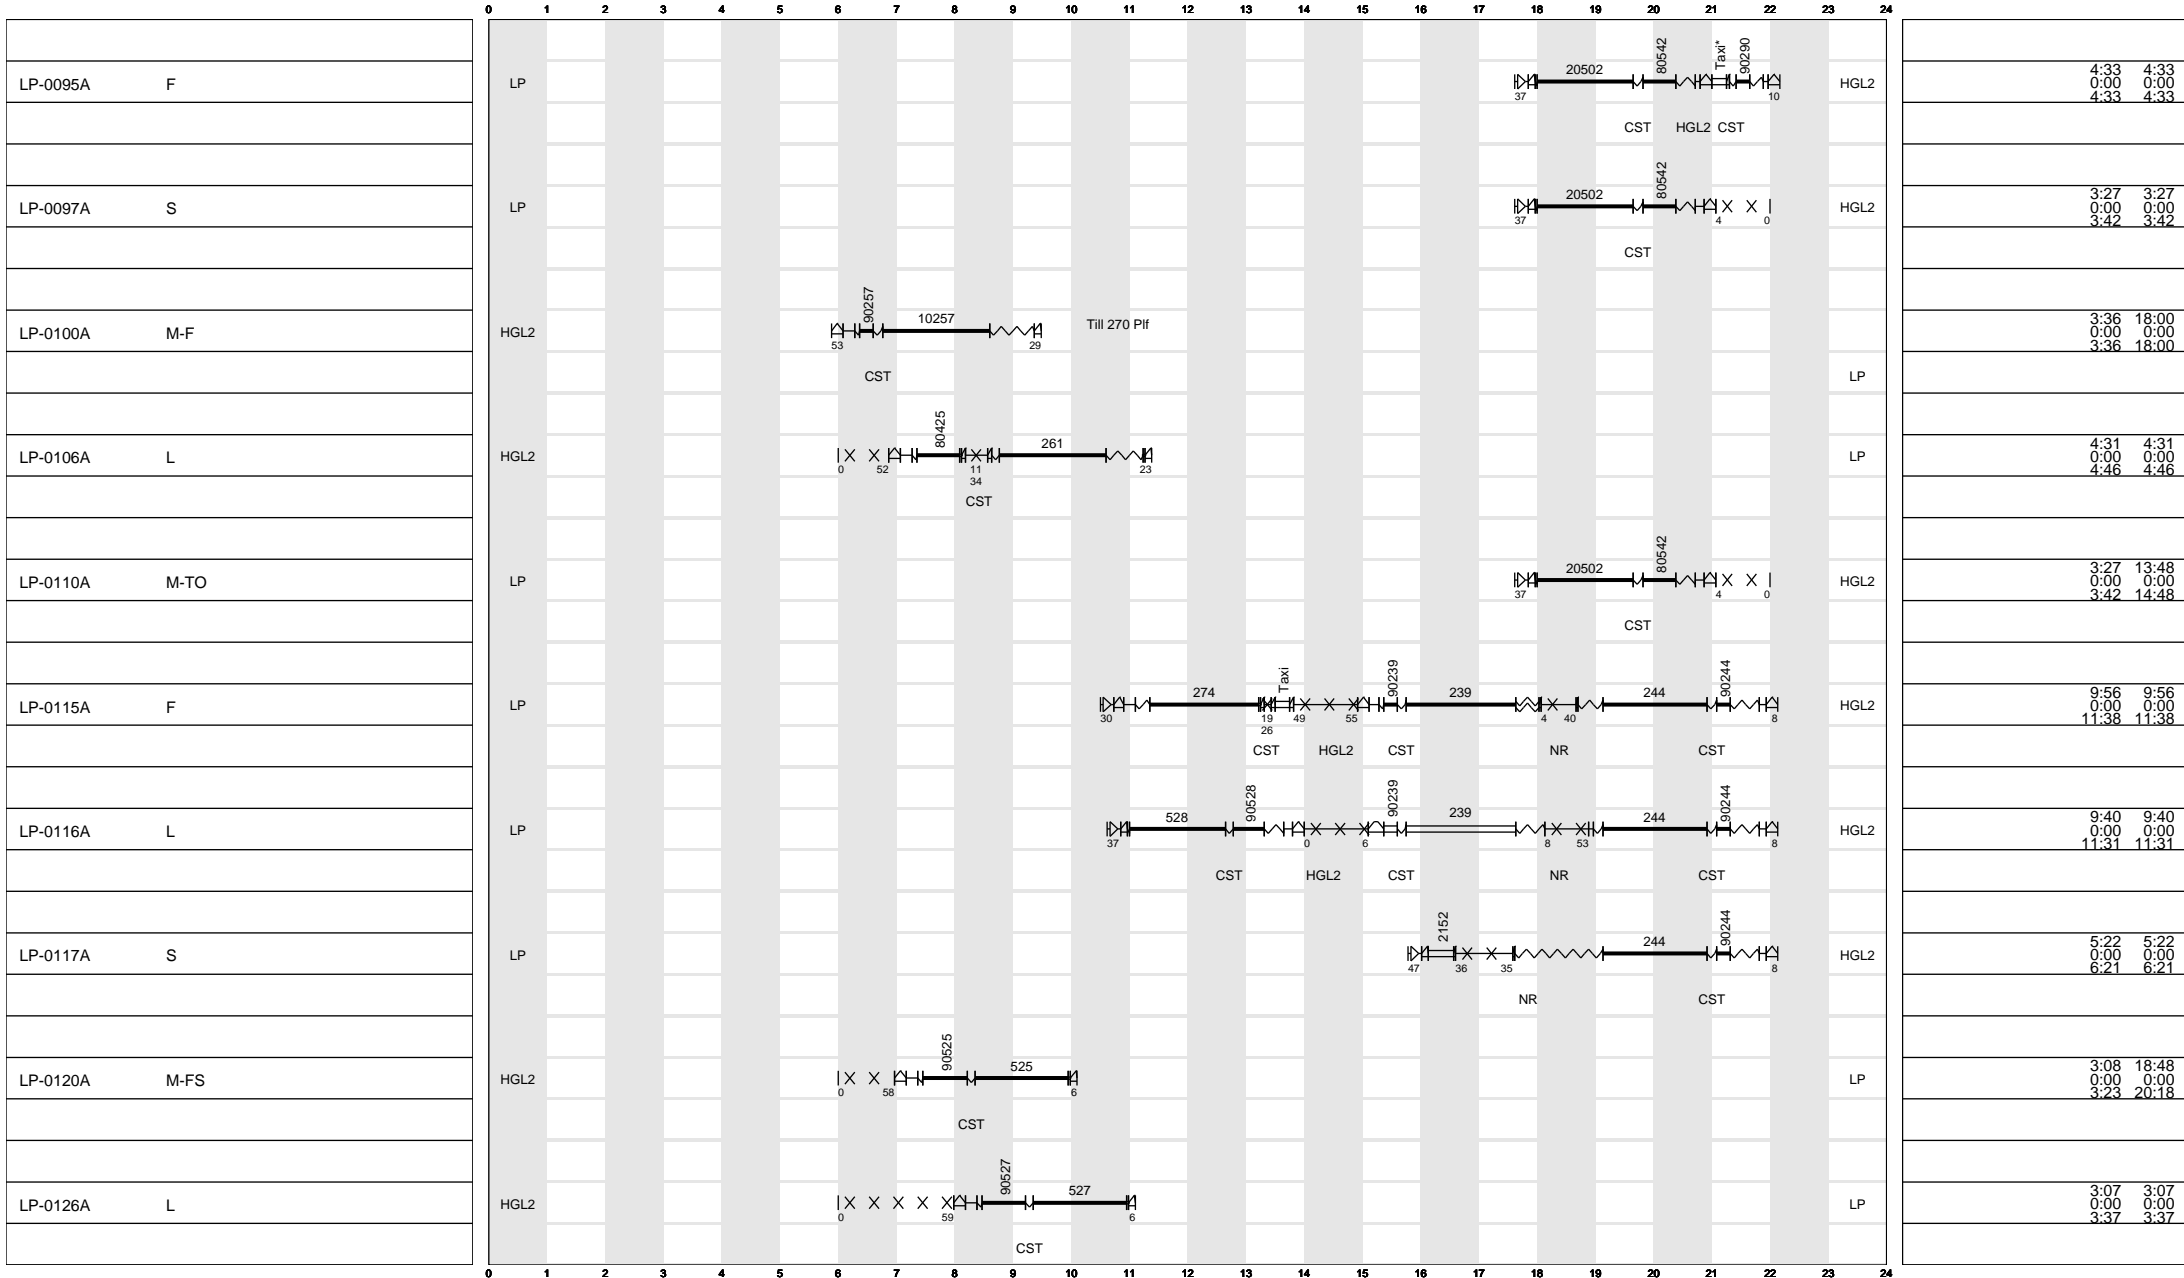 0 1 2 3 4 5 6 7 8 9 10 11 12 13 14 15 16 17 18 19 20 21 22 23 24
20502 80542 Taxi* 90290
LP-0095A F LP HGL2 4:33 4:33
0:00 0:00
37 10 4:33 4:33
CST HGL2 CST
20502 80542
LP-0097A S LP HGL2 3:27 3:27
0:00 0:00
37 4 0 3:42 3:42
CST
90257 10257 Till 270 Plf
LP-0100A M-F HGL2 3:36 18:00
0:00 0:00
53 29 3:36 18:00
CST LP
80425 261
LP-0106A L HGL2 LP 4:31 4:31
0:00 0:00
0 52 11 23 4:46 4:46
34
CST
20502 80542
LP-0110A M-TO LP HGL2 3:27 13:48
0:00 0:00
37 4 0 3:42 14:48
CST
274 Taxi 90239 239 244 90244
LP-0115A F LP HGL2 9:56 9:56
0:00 0:00
30 19 49 55 4 40 8 11:38 11:38
26
CST HGL2 CST NR CST
528 90528 90239 239 244 90244
LP-0116A L LP HGL2 9:40 9:40
0:00 0:00
37 0 6 8 53 8 11:31 11:31
CST HGL2 CST NR CST
2152 244 90244
LP-0117A S LP HGL2 5:22 5:22
0:00 0:00
47 36 35 8 6:21 6:21
NR CST
90525 525
LP-0120A M-FS HGL2 LP 3:08 18:48
0:00 0:00
0 58 6 3:23 20:18
CST
90527 527
LP-0126A L HGL2 LP 3:07 3:07
0:00 0:00
0 59 6 3:37 3:37
CST
0 1 2 3 4 5 6 7 8 9 10 11 12 13 14 15 16 17 18 19 20 21 22 23 24